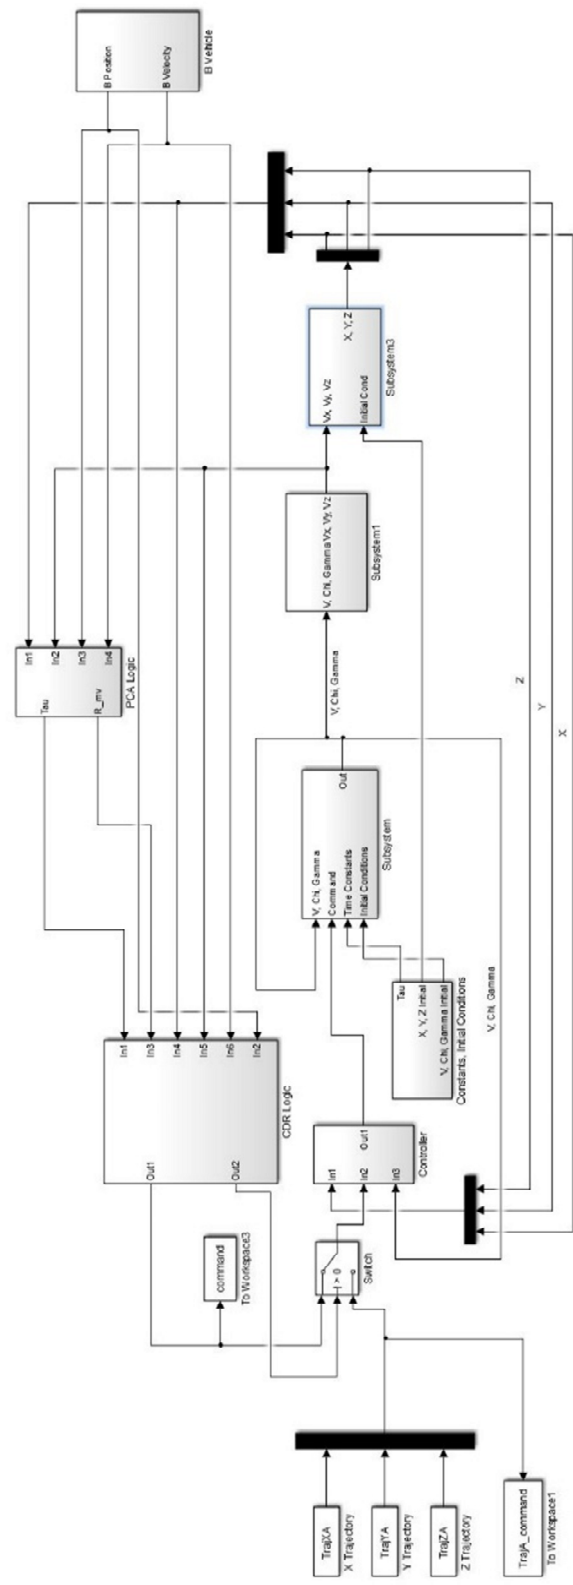 TrajXA
X Trajectory
TrajYA
Y Trajectory
TrajZA
Z Trajectory
TrajA_command
To Workspace1
command
To Workspace3
> 0
Switch
In1
In2
In3
Out1
Controller
Out1
Out2
In1
In3
In4
In5
In6
In2
CDR Logic
Tau
X, Y, Z Initial
V, Chi, Gamma Initial
Constants, Initial Conditions
V, Chi, Gamma
Command
Time Constants
Initial Conditions
Out
Subsystem
V, Chi, Gamma
V, Chi, Gamma
Tau
R_mv
In1
In2
In3
In4
PCA Logic
V, Chi, Gamma Vx, Vy, Vz
Subsystem1
Vx, Vy, Vz
Initial Cond
X, Y, Z
Subsystem3
Z
Y
X
B Position
B Velocity
B Vehicle